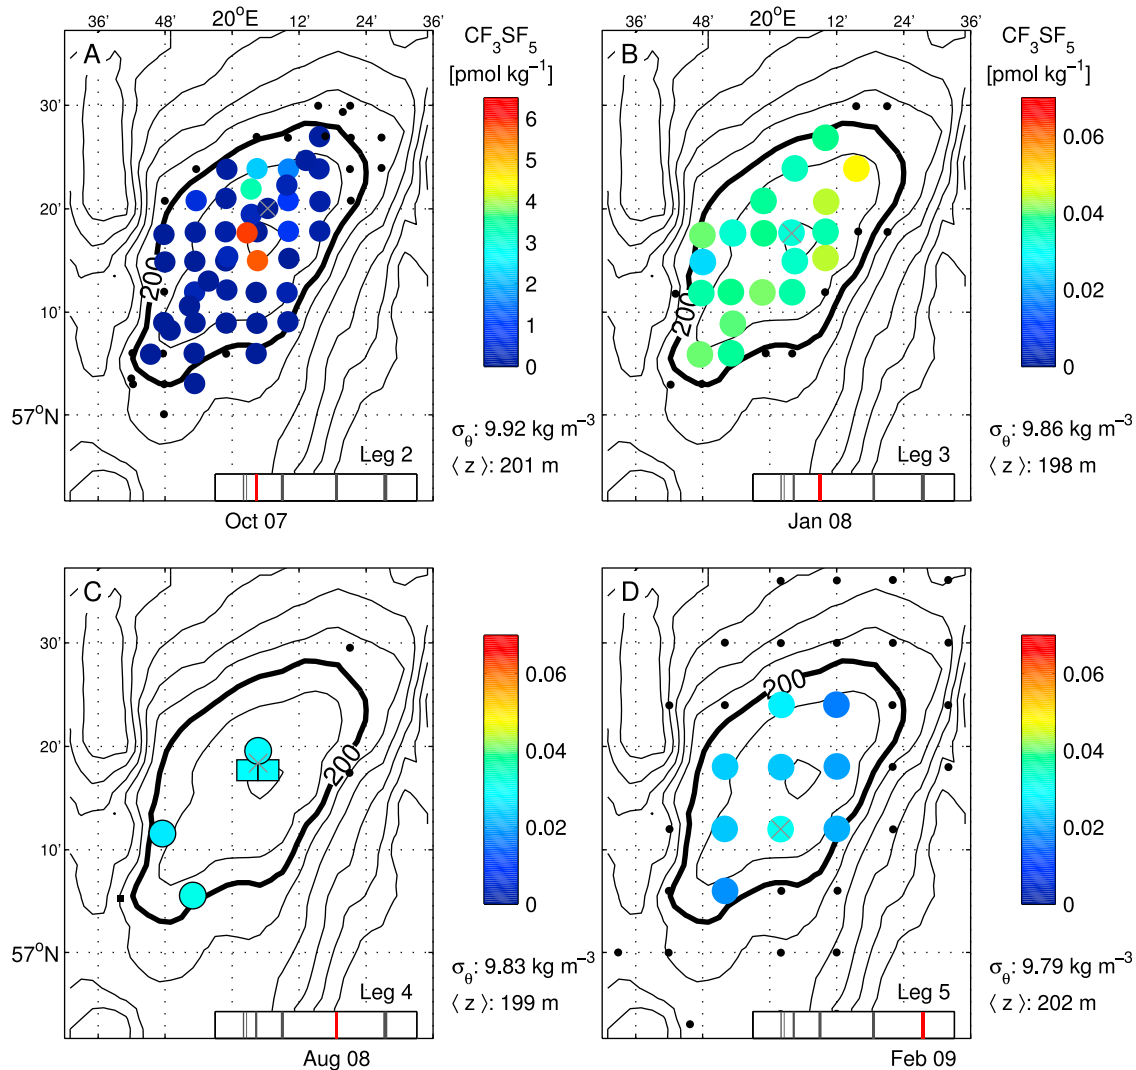 36' 48' 20°E 12' 24' 36'
A
CF₃SF₅
[pmol kg⁻¹]
30'
20'
10'
57°N
200
6
5
4
3
2
1
0
σθ: 9.92 kg m⁻³
⟨ z ⟩: 201 m
Leg 2
Oct 07
36' 48' 20°E 12' 24' 36'
B
CF₃SF₅
[pmol kg⁻¹]
30'
20'
10'
57°N
200
0.06
0.04
0.02
0
σθ: 9.86 kg m⁻³
⟨ z ⟩: 198 m
Leg 3
Jan 08
C
30'
20'
10'
57°N
200
0.06
0.04
0.02
0
σθ: 9.83 kg m⁻³
⟨ z ⟩: 199 m
Leg 4
Aug 08
D
30'
20'
10'
57°N
200
0.06
0.04
0.02
0
σθ: 9.79 kg m⁻³
⟨ z ⟩: 202 m
Leg 5
Feb 09